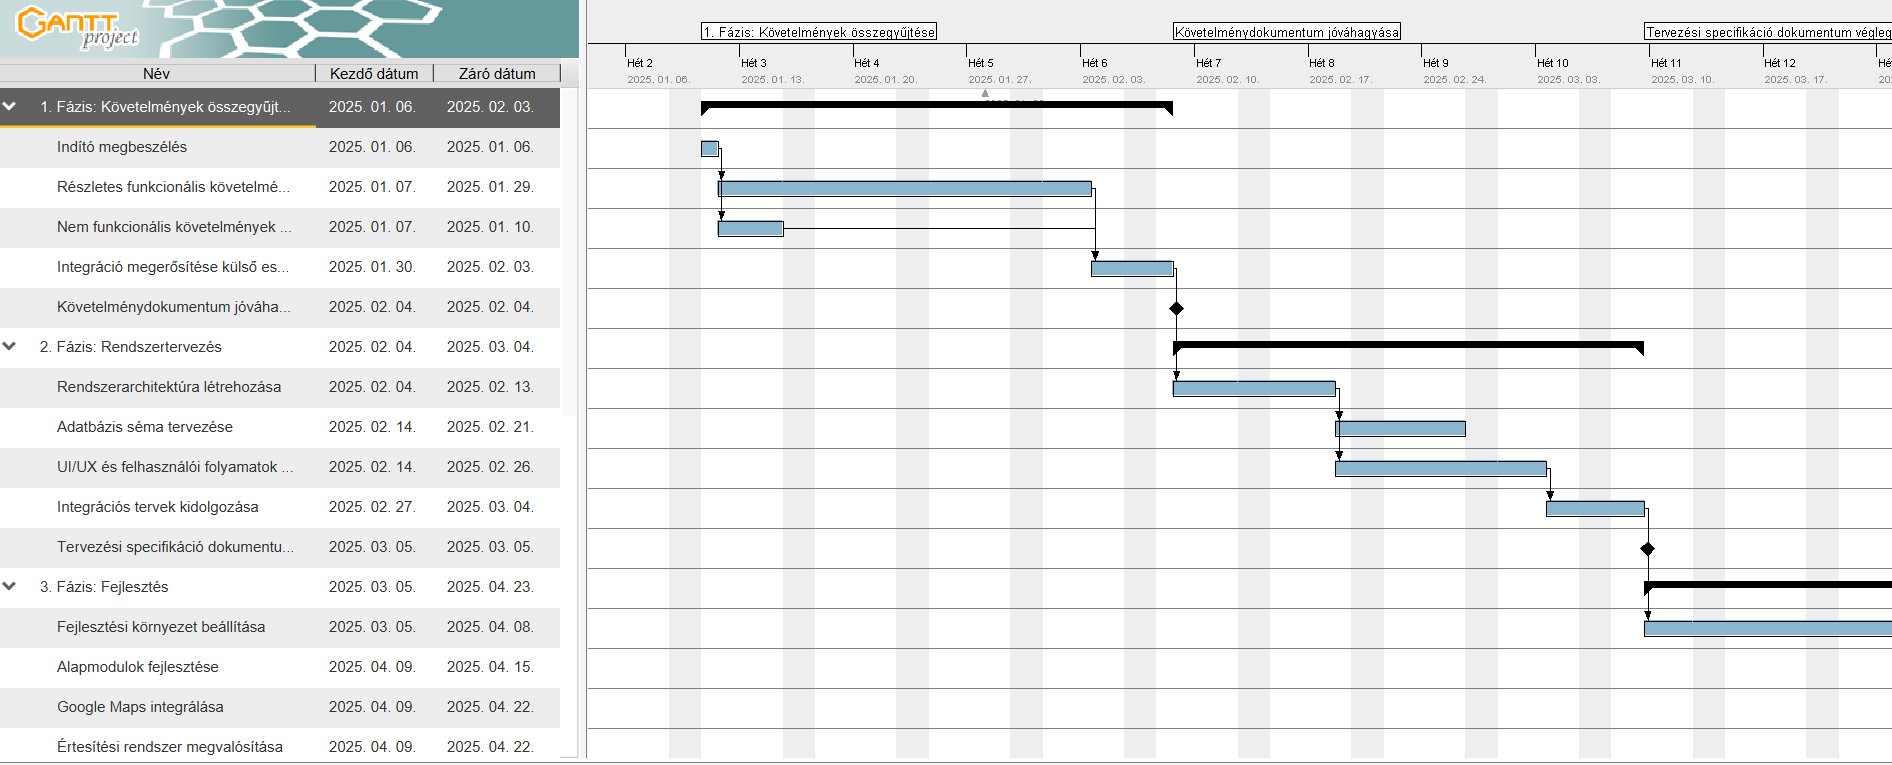 GANTT
project
Név Kezdő dátum Záró dátum
1. Fázis: Követelmények összegyűjt... 2025. 01. 06. 2025. 02. 03.
Indító megbeszélés 2025. 01. 06. 2025. 01. 06.
Részletes funkcionális követelmé... 2025. 01. 07. 2025. 01. 29.
Nem funkcionális követelmények ... 2025. 01. 07. 2025. 01. 10.
Integráció megerősítése külső es... 2025. 01. 30. 2025. 02. 03.
Követelménydokumentum jóváha... 2025. 02. 04. 2025. 02. 04.
2. Fázis: Rendszertervezés 2025. 02. 04. 2025. 03. 04.
Rendszerarchitektúra létrehozása 2025. 02. 04. 2025. 02. 13.
Adatbázis séma tervezése 2025. 02. 14. 2025. 02. 21.
UI/UX és felhasználói folyamatok ... 2025. 02. 14. 2025. 02. 26.
Integrációs tervek kidolgozása 2025. 02. 27. 2025. 03. 04.
Tervezési specifikáció dokumentu... 2025. 03. 05. 2025. 03. 05.
3. Fázis: Fejlesztés 2025. 03. 05. 2025. 04. 23.
Fejlesztési környezet beállítása 2025. 03. 05. 2025. 04. 08.
Alapmodulok fejlesztése 2025. 04. 09. 2025. 04. 15.
Google Maps integrálása 2025. 04. 09. 2025. 04. 22.
Értesítési rendszer megvalósítása 2025. 04. 09. 2025. 04. 22.
1. Fázis: Követelmények összegyűjtése Követelménydokumentum jóváhagyása Tervezési specifikáció dokumentum végleg
Hét 2 Hét 3 Hét 4 Hét 5 Hét 6 Hét 7 Hét 8 Hét 9 Hét 10 Hét 11 Hét 12 Hé
2025. 01. 06. 2025. 01. 13. 2025. 01. 20. 2025. 01. 27. 2025. 02. 03. 2025. 02. 10. 2025. 02. 17. 2025. 02. 24. 2025. 03. 03. 2025. 03. 10. 2025. 03. 17. 20